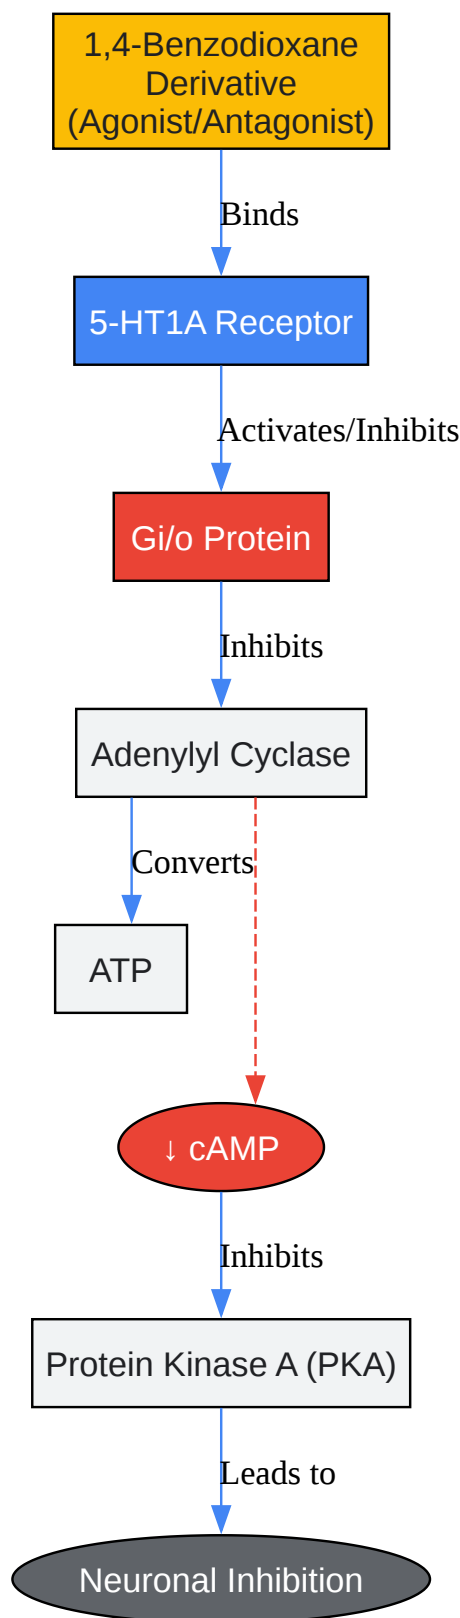 1,4-Benzodioxane
Derivative
(Agonist/Antagonist)
Binds
5-HT1A Receptor
Activates/Inhibits
Gi/o Protein
Inhibits
Adenylyl Cyclase
Converts
ATP
↓ cAMP
Inhibits
Protein Kinase A (PKA)
Leads to
Neuronal Inhibition